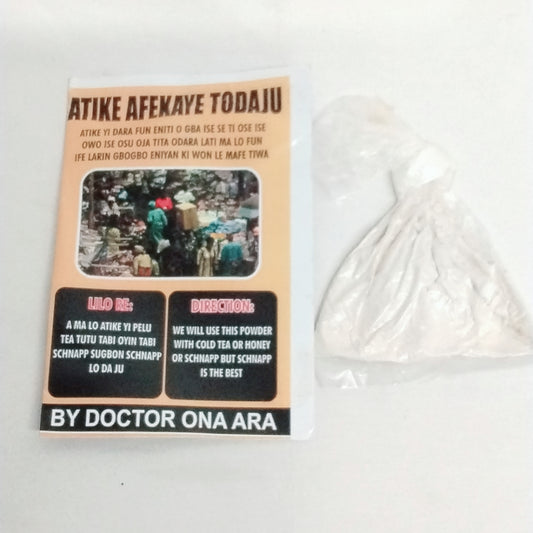 ATIKE AFEKAYE TODAJU
ATIKE YI DARA FUN ENITI O GBA ISE SE TI OSE ISE
OWO ISE OSU OJA TITA ODARA LATI MA LO FUN
IFE LARIN GBOGBO ENIYAN KI WON LE MAFE TIWA
LILO RE:
A MA LO ATIKE YI PELU
TEA TUTU TABI OYIN TABI
SCHNAPP SUGBON SCHNAPP
LO DA JU
DIRECTION:
WE WILL USE THIS POWDER
WITH COLD TEA OR HONEY
OR SCHNAPP BUT SCHNAPP
IS THE BEST
BY DOCTOR ONA ARA